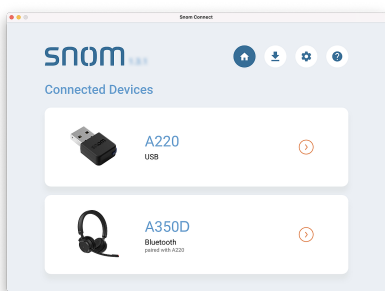 Snom Connect
snom
Connected Devices
A220
USB
A350D
Bluetooth
paired with A220